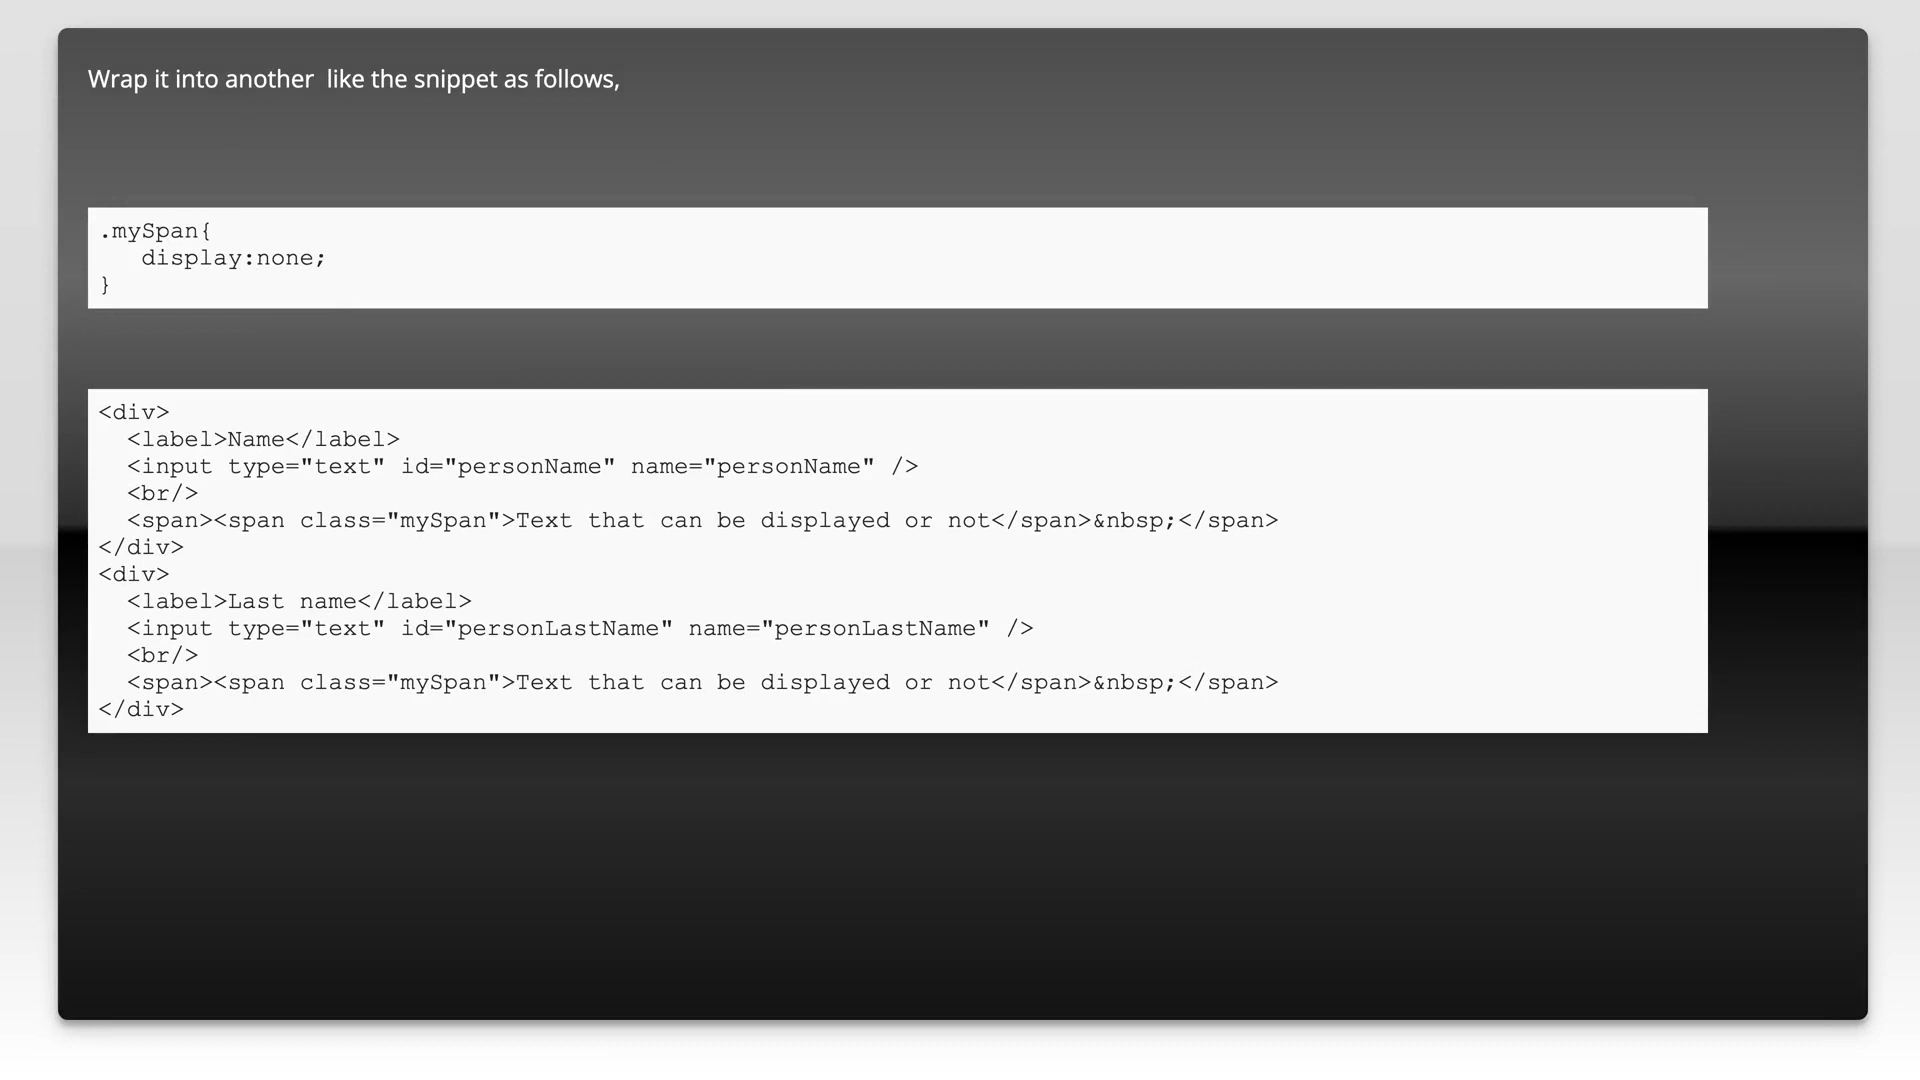 Wrap it into another  like the snippet as follows,
.mySpan{
   display:none;
}
<div>
  <label>Name</label>
  <input type="text" id="personName" name="personName" />
  <br/>
  <span><span class="mySpan">Text that can be displayed or not</span>&nbsp;</span>
</div>
<div>
  <label>Last name</label>
  <input type="text" id="personLastName" name="personLastName" />
  <br/>
  <span><span class="mySpan">Text that can be displayed or not</span>&nbsp;</span>
</div>